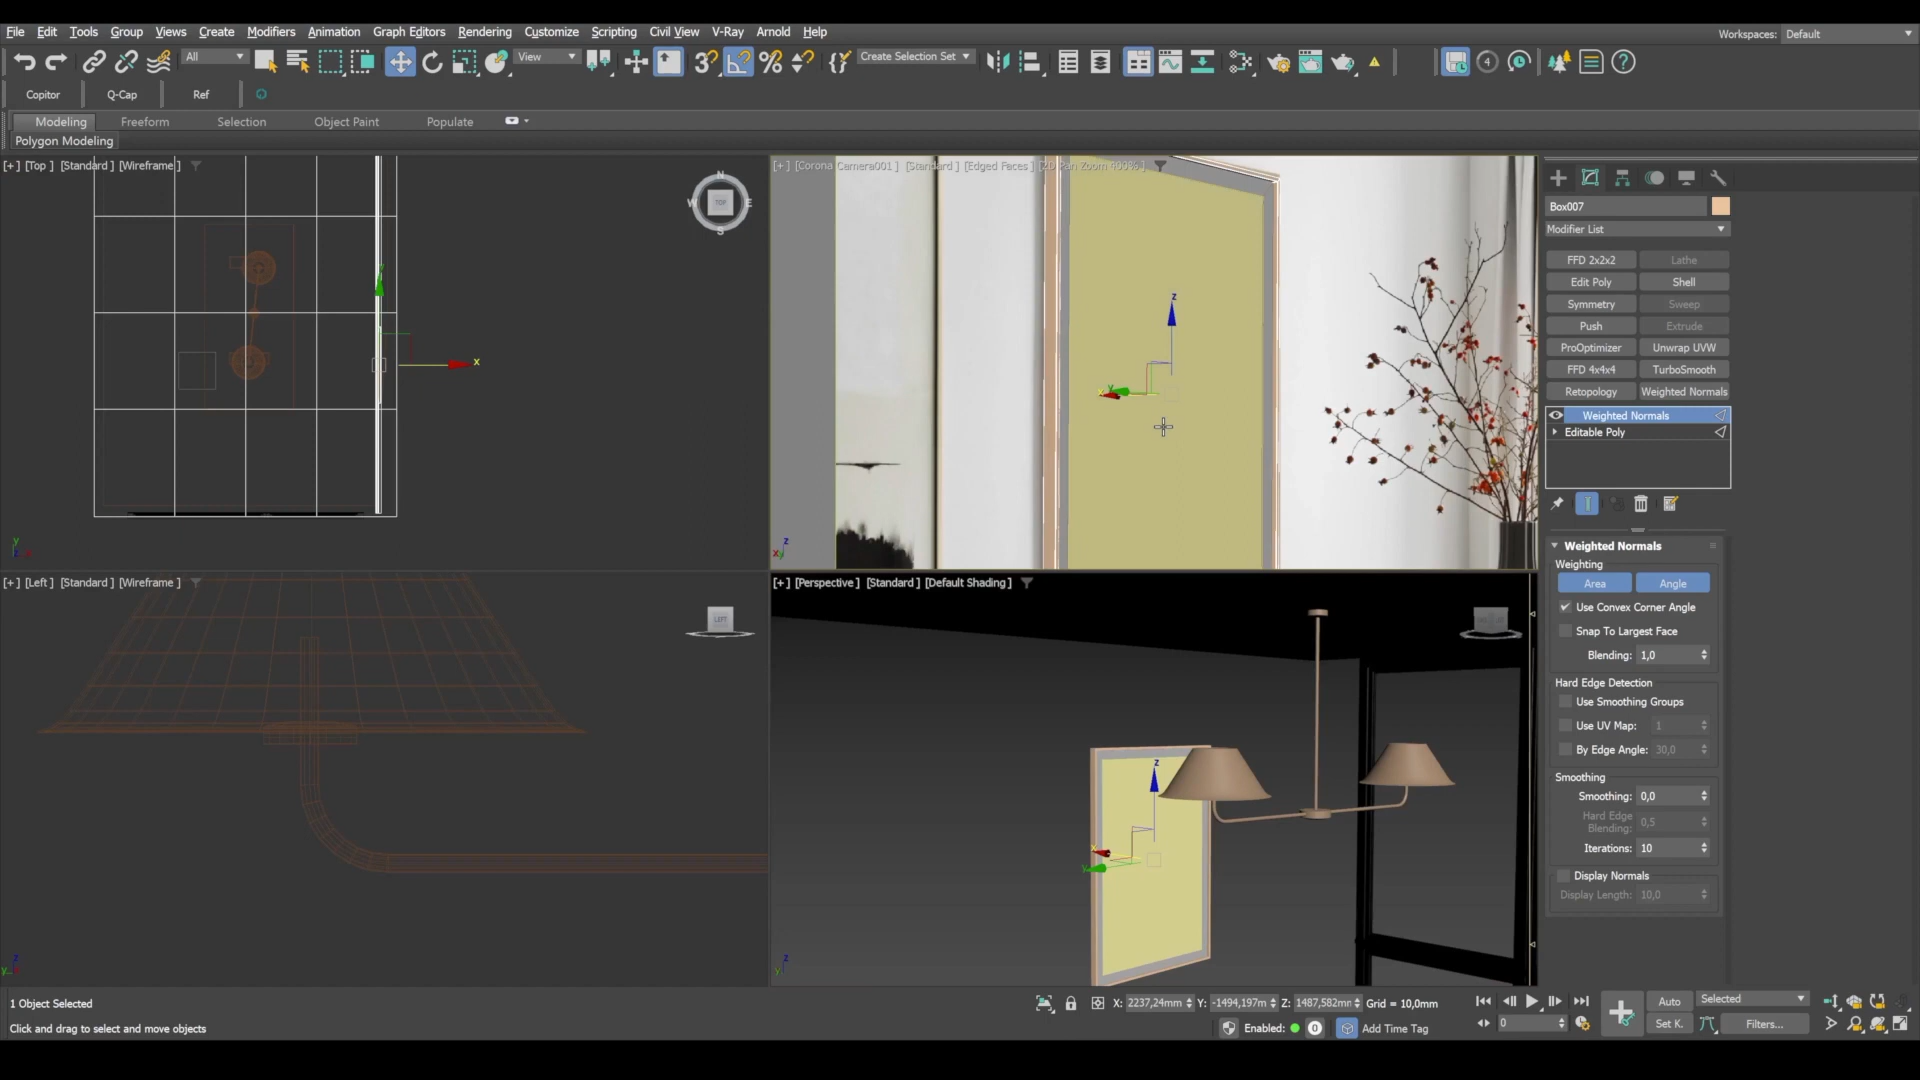 File Edit Tools Group Views Create Modifiers Animation Graph Editors Rendering Customize Scripting Civil View V-Ray Arnold Help
Workspaces: Default
All
View
Create Selection Set
4
Copitor Q-Cap Ref
Modeling Freeform Selection Object Paint Populate
Polygon Modeling
[+] [Top ] [Standard ] [Wireframe ]
[+] [Corona Camera001 ] [Standard ] [Edged Faces ] [2D Pan Zoom
N
W TOP E
S
y
x
z
x
y
Box007
Modifier List
FFD 2x2x2 Lathe
Edit Poly Shell
Symmetry Sweep
Push Extrude
ProOptimizer Unwrap UVW
FFD 4x4x4 TurboSmooth
Retopology Weighted Normals
Weighted Normals
Editable Poly
Weighted Normals
Weighting
Area Angle
Use Convex Corner Angle
Snap To Largest Face
Blending: 1,0
Hard Edge Detection
Use Smoothing Groups
Use UV Map: 1
By Edge Angle: 30,0
Smoothing
Smoothing: 0,0
Hard Edge
Blending: 0,5
Iterations: 10
Display Normals
Display Length: 10,0
[+] [Left ] [Standard ] [Wireframe ]
LEFT
[+] [Perspective ] [Standard ] [Default Shading ]
z
x
y
1 Object Selected
Click and drag to select and move objects
X: 2237,24mm Y: -1494,197m Z: 1487,582mm Grid = 10,0mm
Enabled: 0 Add Time Tag
0
Auto Selected
Set K. Filters...